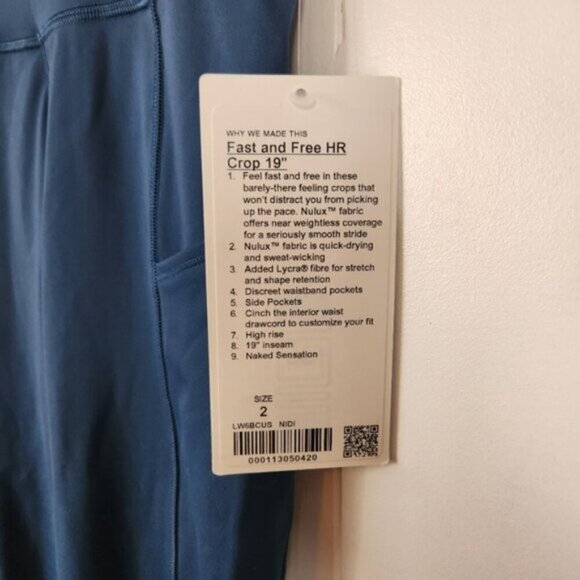 WHY WE MADE THIS
Fast and Free HR
Crop 19"
1. Feel fast and free in these
barely-there feeling crops that
won't distract you from picking
up the pace. Nulux™ fabric
offers near weightless coverage
for a seriously smooth stride
2. Nulux™ fabric is quick-drying
and sweat-wicking
3. Added Lycra® fibre for stretch
and shape retention
4. Discreet waistband pockets
5. Side Pockets
6. Cinch the interior waist
drawcord to customize your fit
7. High rise
8. 19" inseam
9. Naked Sensation
SIZE
2
LW6BCUS NIDI
000113050420